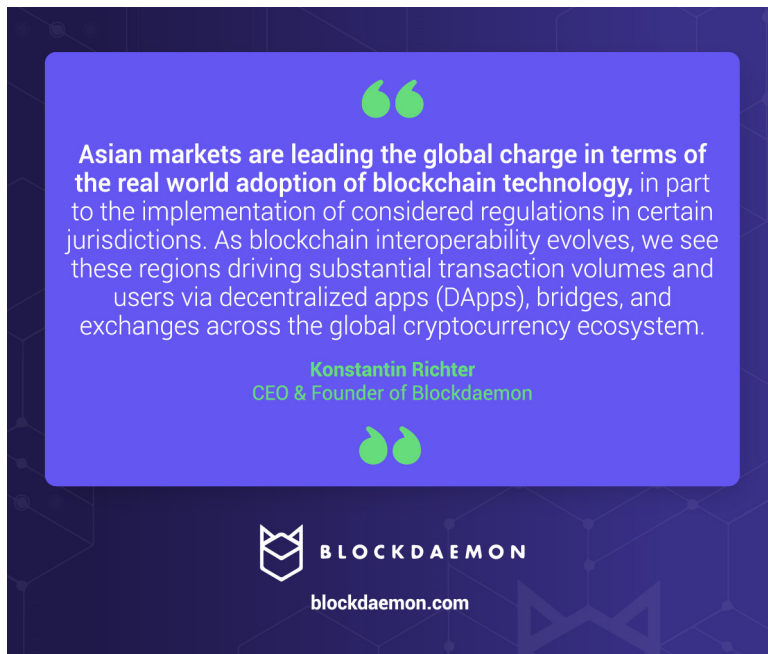 Asian markets are leading the global charge in terms of
the real world adoption of blockchain technology, in part
to the implementation of considered regulations in certain
jurisdictions. As blockchain interoperability evolves, we see
these regions driving substantial transaction volumes and
users via decentralized apps (DApps), bridges, and
exchanges across the global cryptocurrency ecosystem.
Konstantin Richter
CEO & Founder of Blockdaemon
BLOCKDAEMON
blockdaemon.com